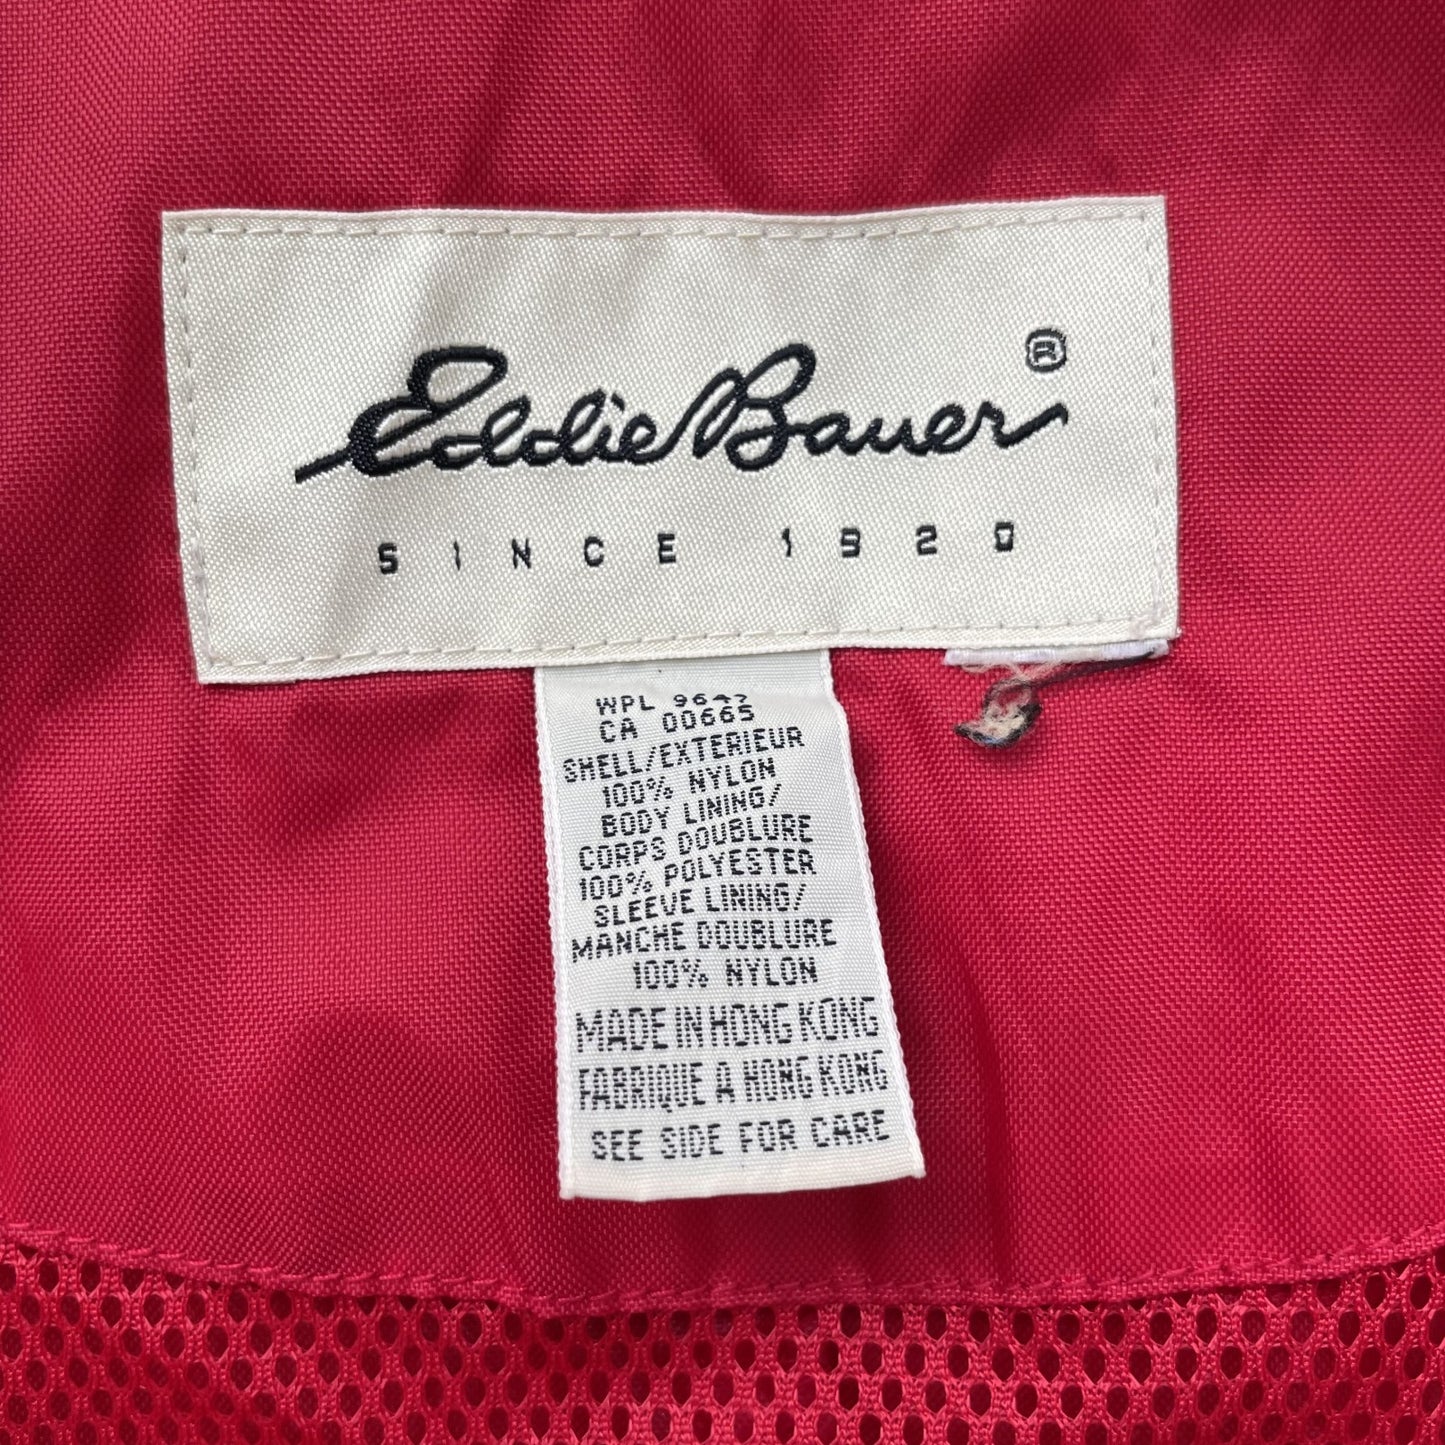 Eddie Bauer ®
SINCE 1920
WPL
CA 00665
SHELL/EXTERIEUR
100% NYLON
BODY LINING/
CORPS DOUBLURE
100% POLYESTER
SLEEVE LINING/
MANCHE DOUBLURE
100% NYLON
MADE IN HONG KONG
FABRIQUE A HONG KONG
SEE SIDE FOR CARE